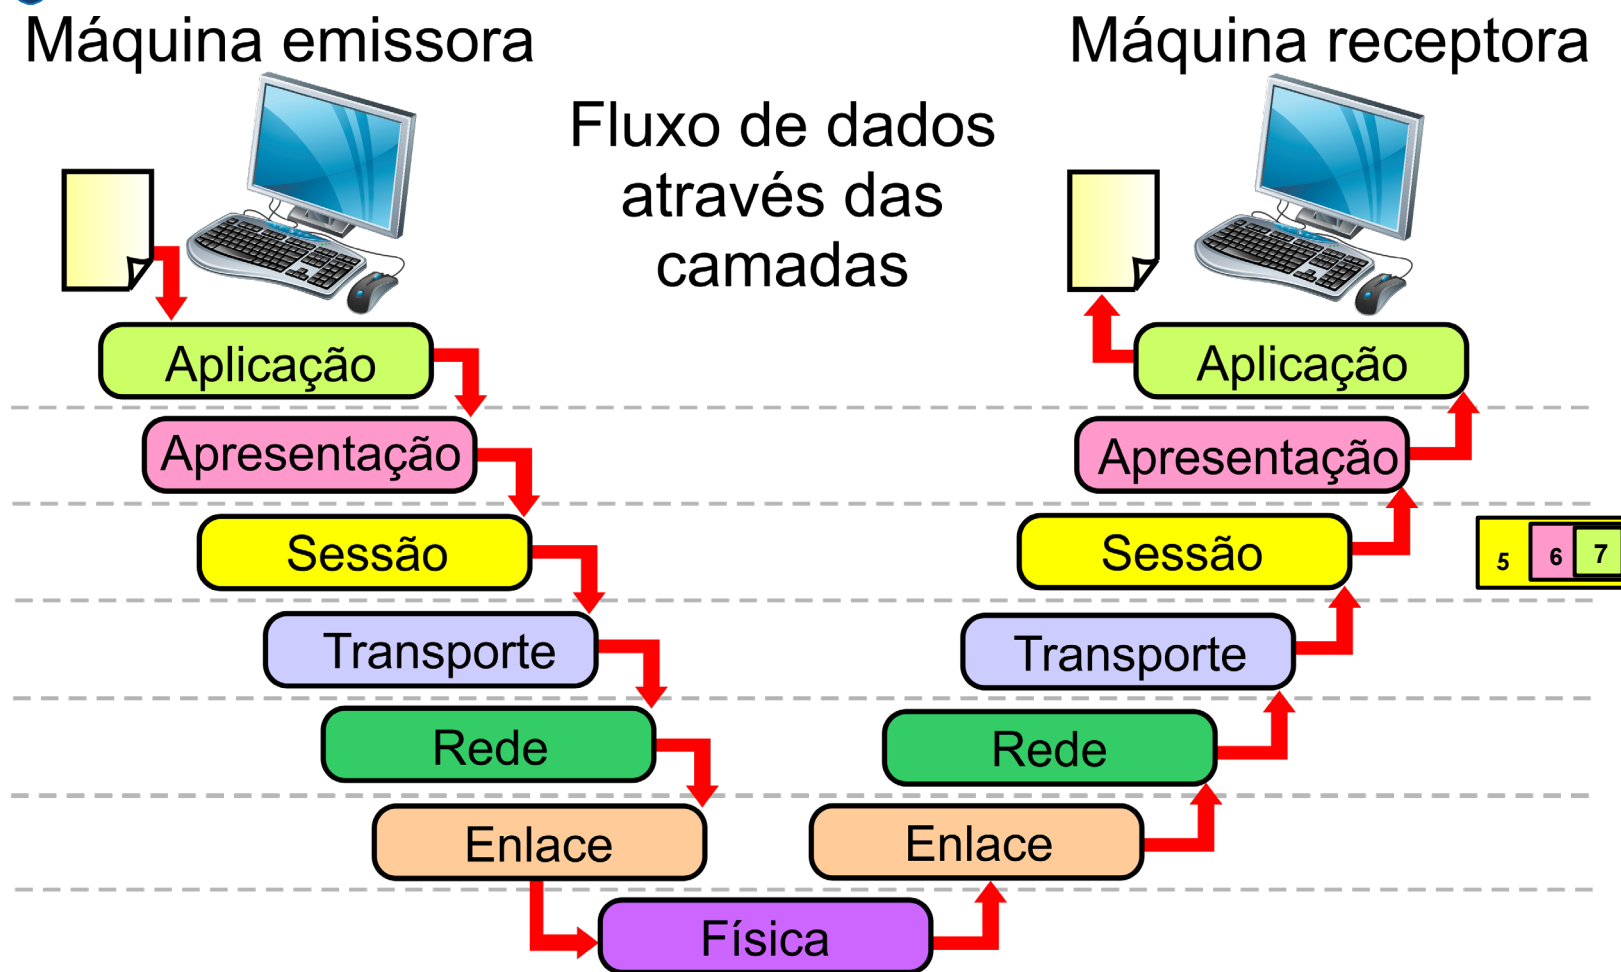 Máquina emissora
Máquina receptora
Fluxo de dados
através das
camadas
Aplicação
Aplicação
Apresentação
Apresentação
Sessão
Sessão
5 6 7
Transporte
Transporte
Rede
Rede
Enlace
Enlace
Física